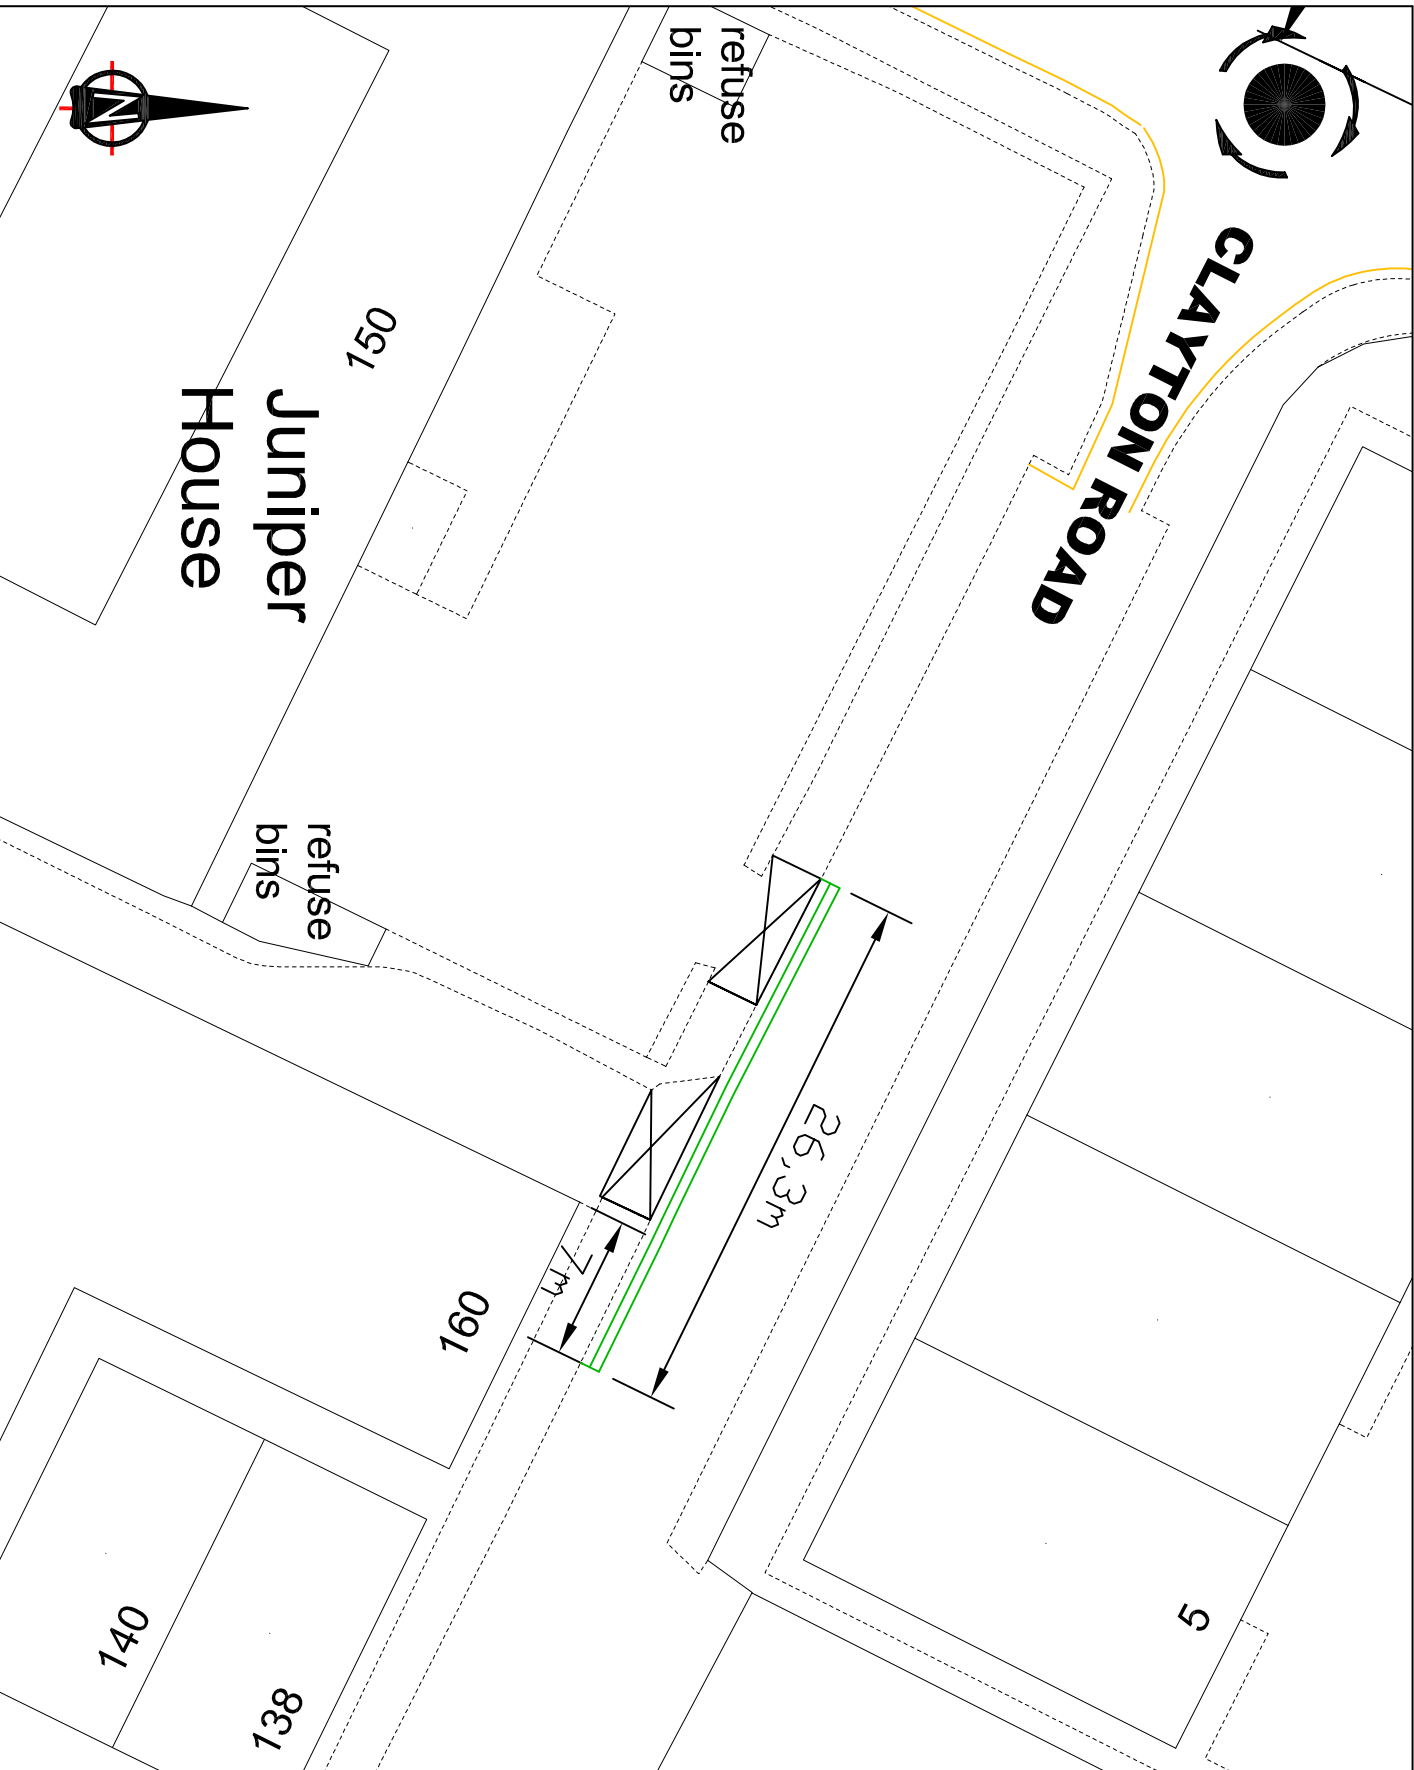 CLAYTON ROAD
refuse
bins
N
150
Juniper
House
refuse
bins
26,3m
7m
160
140
138
5